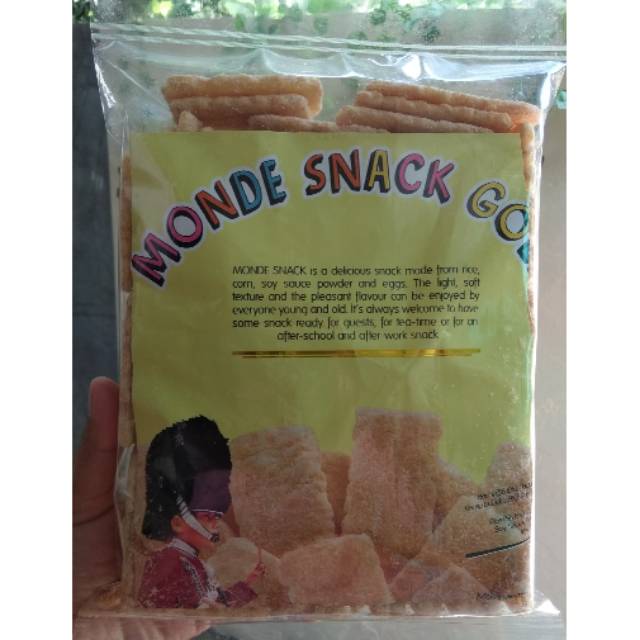 MONDE SNACK GO
MONDE SNACK is a delicious snack made from rice,
corn, soy sauce powder and eggs. The light, soft
texture and the pleasant flavour can be enjoyed by
everyone young and old. It's always welcome to have
some snack ready, for guests, for tea-time or for an
after-school and after work snack